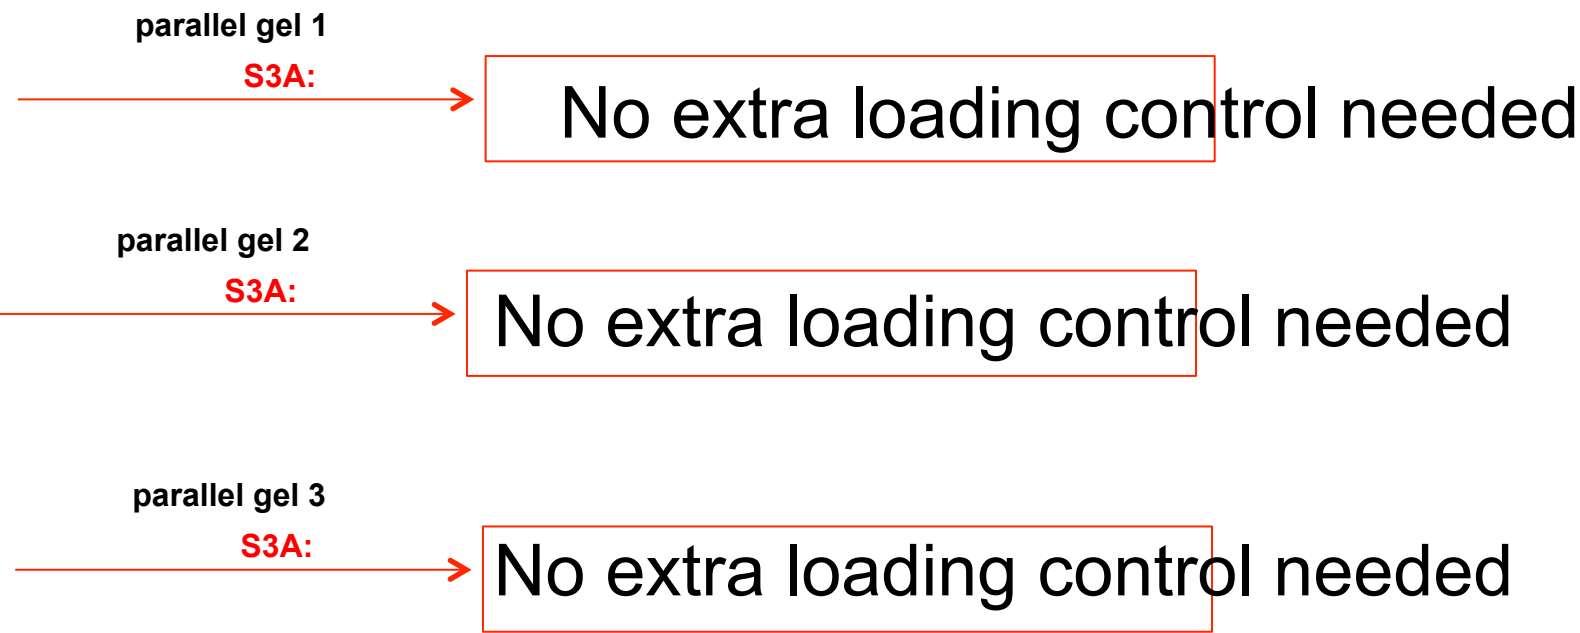 parallel gel 1
S3A:
No extra loading control needed
parallel gel 2
S3A:
No extra loading control needed
parallel gel 3
S3A:
No extra loading control needed